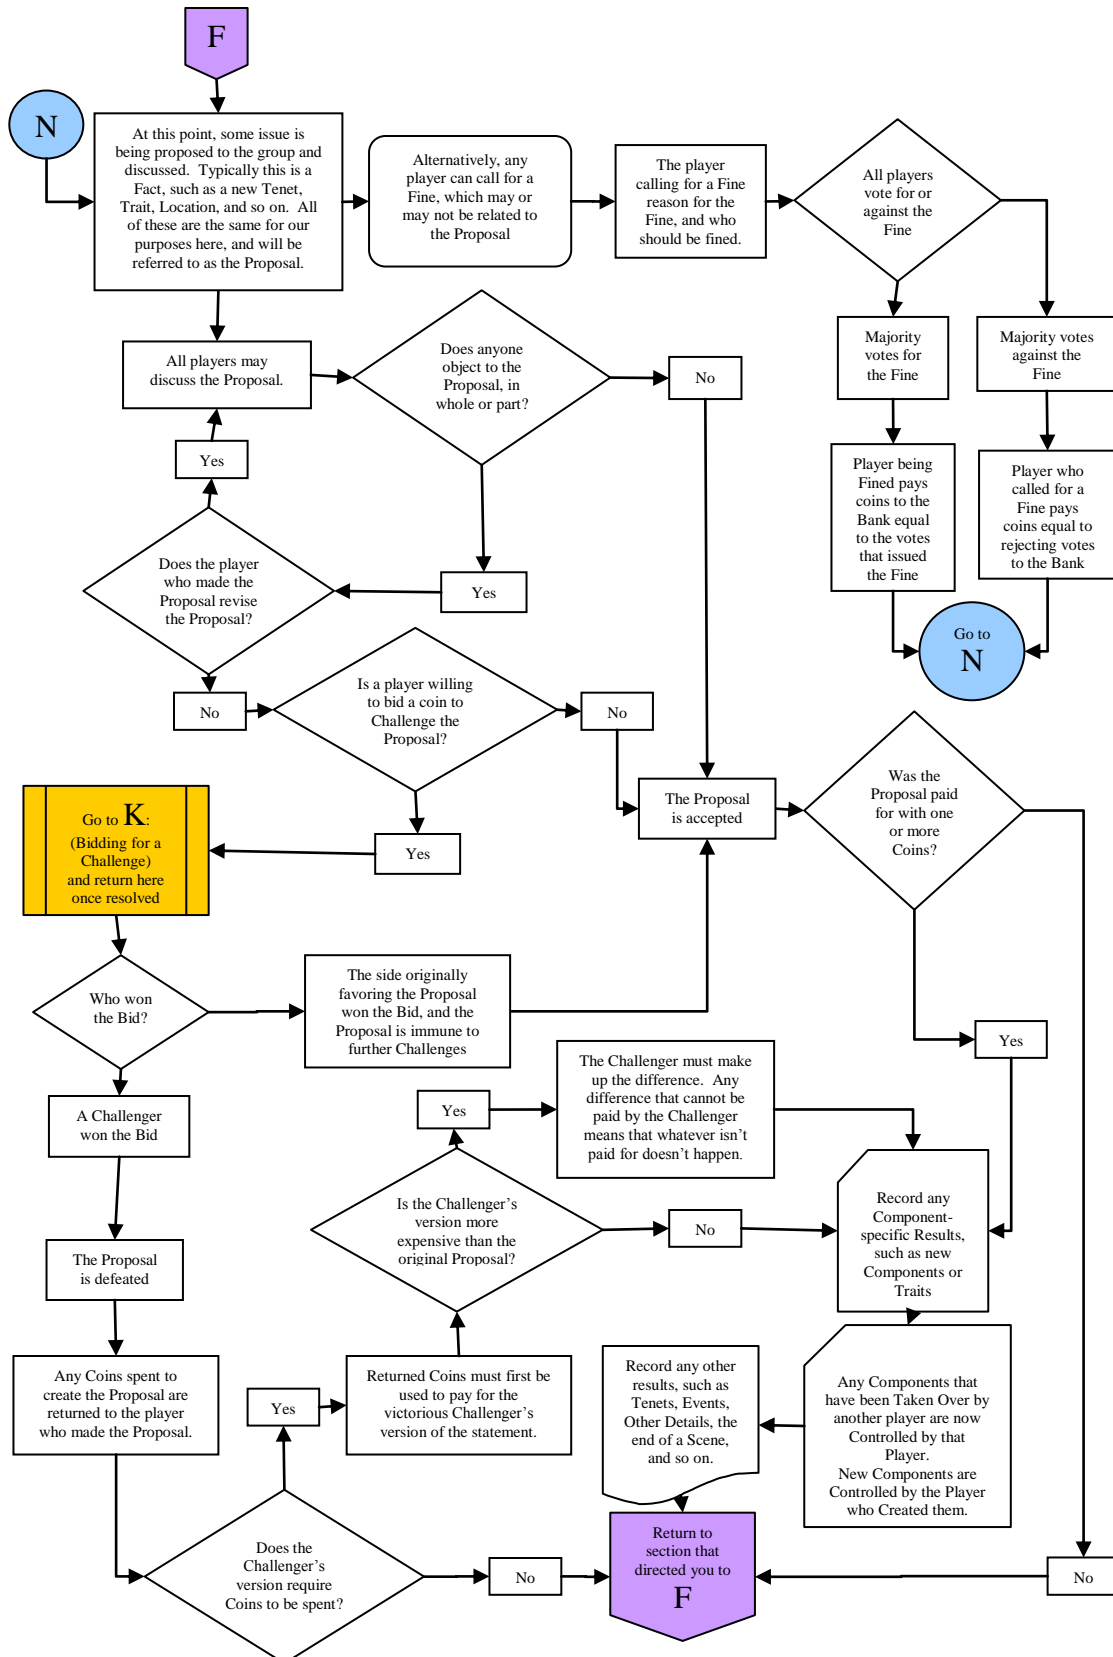 F
N
At this point, some issue is
being proposed to the group and
discussed. Typically this is a
Fact, such as a new Tenet,
Trait, Location, and so on. All
of these are the same for our
purposes here, and will be
referred to as the Proposal.
Alternatively, any
player can call for a
Fine, which may or
may not be related to
the Proposal
The player
calling for a Fine
reason for the
Fine, and who
should be fined.
All players
vote for or
against the
Fine
Majority
votes for
the Fine
Majority votes
against the
Fine
All players may
discuss the Proposal.
Does anyone
object to the
Proposal, in
whole or part?
No
Yes
Player being
Fined pays
coins to the
Bank equal
to the votes
that issued
the Fine
Player who
called for a
Fine pays
coins equal to
rejecting votes
to the Bank
Does the player
who made the
Proposal revise
the Proposal?
Yes
Go to
N
No
Is a player willing
to bid a coin to
Challenge the
Proposal?
No
Was the
Proposal paid
for with one
or more
Coins?
The Proposal
is accepted
Go to K:
(Bidding for a
Challenge)
and return here
once resolved
Yes
Who won
the Bid?
The side originally
favoring the Proposal
won the Bid, and the
Proposal is immune to
further Challenges
Yes
The Challenger must make
up the difference. Any
difference that cannot be
paid by the Challenger
means that whatever isn't
paid for doesn't happen.
Yes
A Challenger
won the Bid
Is the Challenger's
version more
expensive than the
original Proposal?
No
Record any
Component-
specific Results,
such as new
Components or
Traits
The Proposal
is defeated
Any Coins spent to
create the Proposal are
returned to the player
who made the Proposal.
Yes
Returned Coins must first be
used to pay for the
victorious Challenger's
version of the statement.
Record any other
results, such as
Tenets, Events,
Other Details, the
end of a Scene,
and so on.
Any Components that
have been Taken Over by
another player are now
Controlled by that
Player.
New Components are
Controlled by the Player
who Created them.
Does the
Challenger's
version require
Coins to be spent?
No
Return to
section that
directed you to
F
No